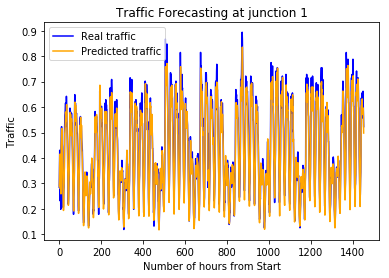 Traffic Forecasting at junction 1
Real traffic
Predicted traffic
Traffic
0.9
0.8
0.7
0.6
0.5
0.4
0.3
0.2
0.1
0 200 400 600 800 1000 1200 1400
Number of hours from Start